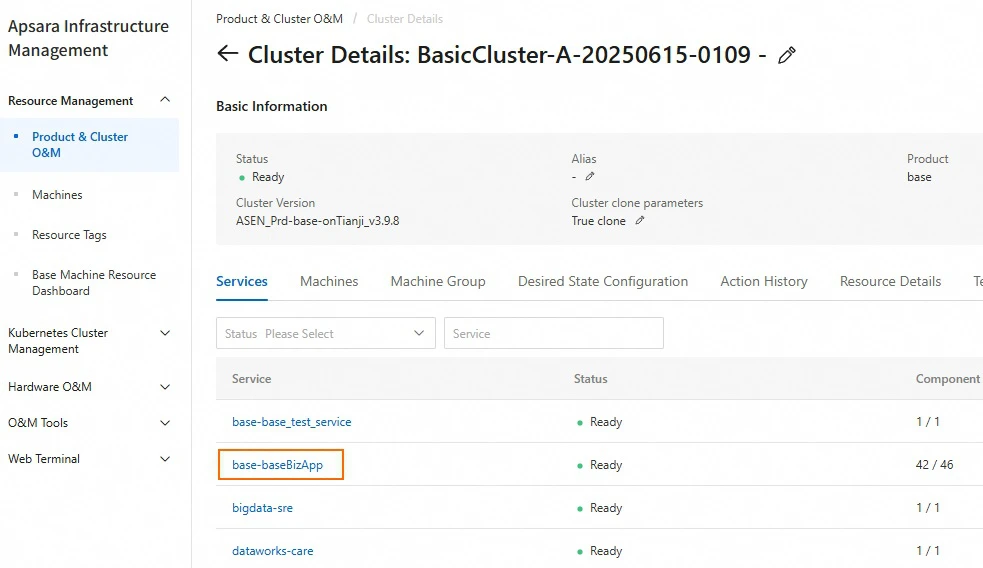 Apsara Infrastructure
Management
Resource Management
Product & Cluster
O&M
Machines
Resource Tags
Base Machine Resource
Dashboard
Kubernetes Cluster
Management
Hardware O&M
O&M Tools
Web Terminal
Product & Cluster O&M / Cluster Details
Cluster Details: BasicCluster-A-20250615-0109 -
Basic Information
Status Alias Product
Ready - base
Cluster Version Cluster clone parameters
ASEN_Prd-base-onTianji_v3.9.8 True clone
Services Machines Machine Group Desired State Configuration Action History Resource Details Te
Status Please Select Service
Service Status Component
base-base_test_service Ready 1 / 1
base-baseBizApp Ready 42 / 46
bigdata-sre Ready 1 / 1
dataworks-care Ready 1 / 1